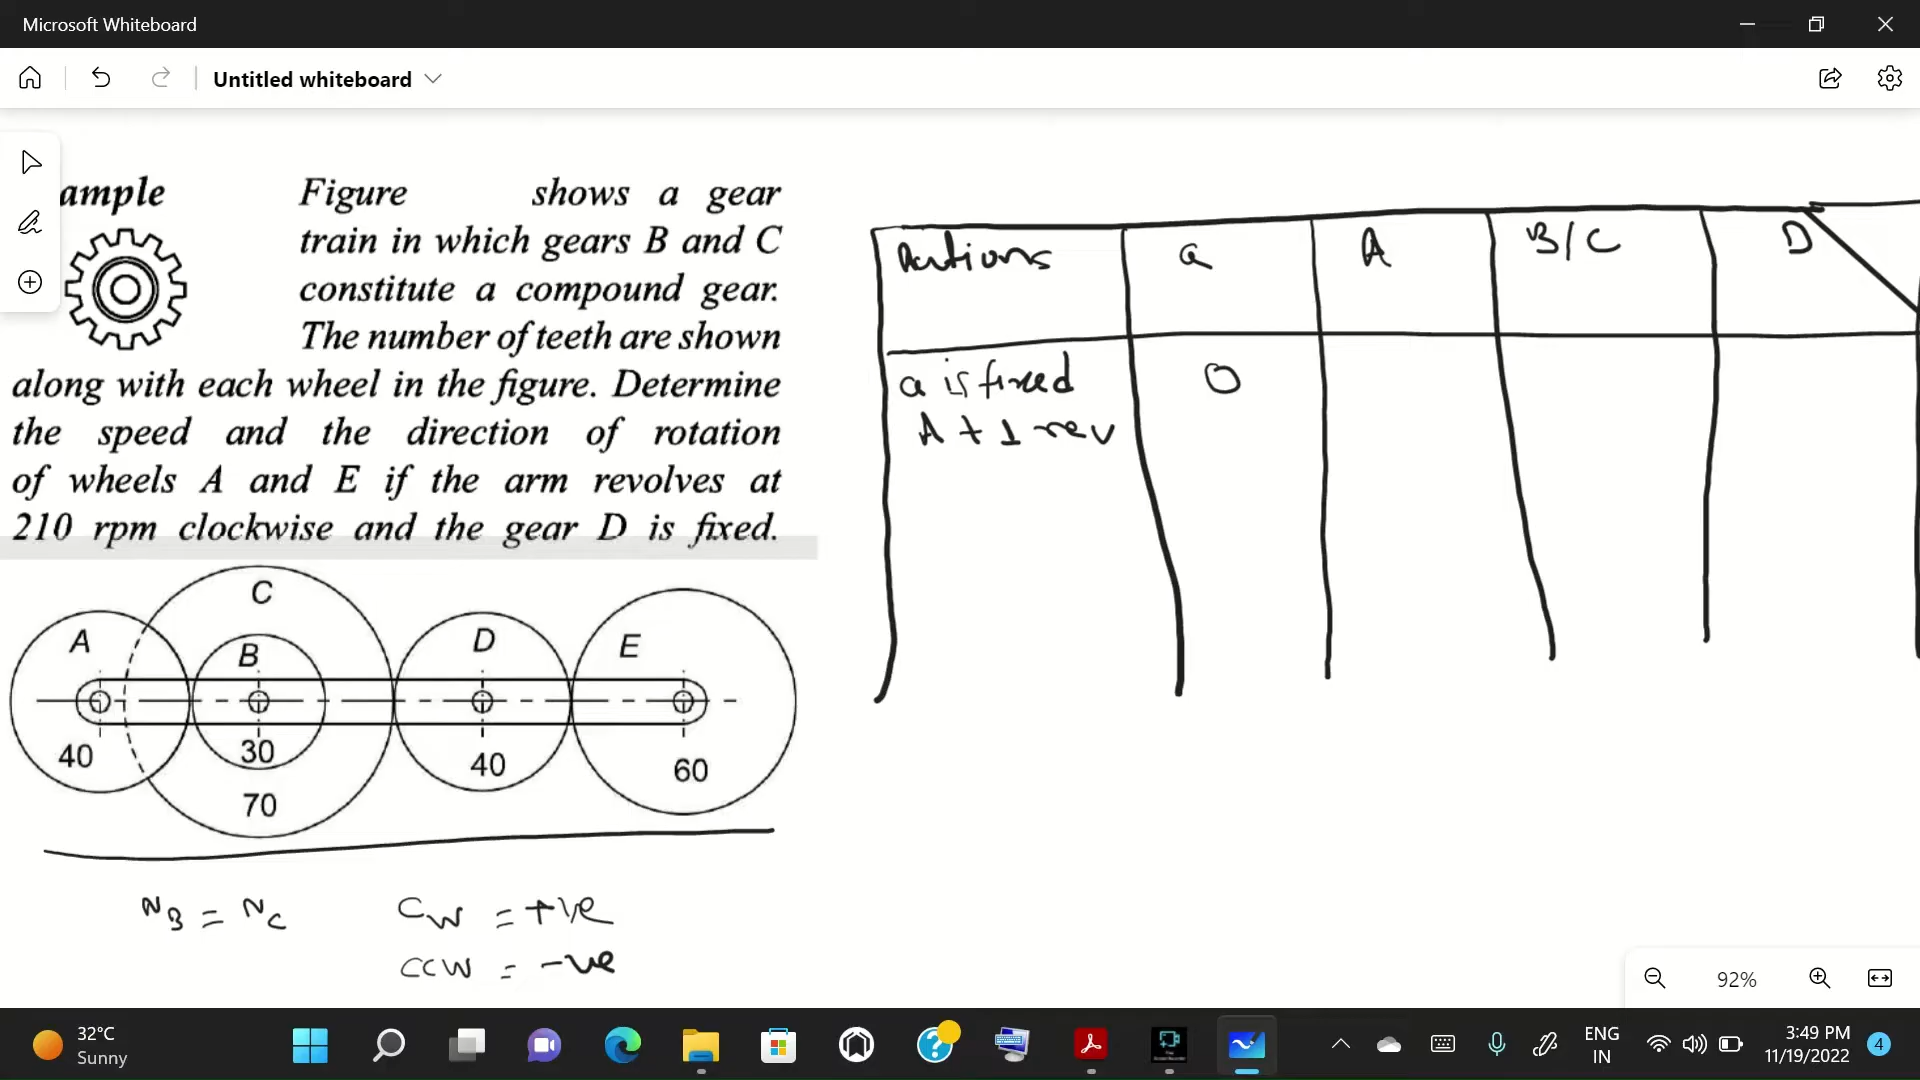 Microsoft Whiteboard
Untitled whiteboard
ample
Figure shows a gear
train in which gears B and C
constitute a compound gear.
The number of teeth are shown
along with each wheel in the figure. Determine
the speed and the direction of rotation
of wheels A and E if the arm revolves at
210 rpm clockwise and the gear D is fixed.
A
C
B
D
E
40
30
70
40
60
N_B = N_C
CW = +ve
CCW = -ve
a
A
B/C
D
a is fixed
A + 1 rev
0
92%
32°C
Sunny
ENG
IN
3:49 PM
11/19/2022
4